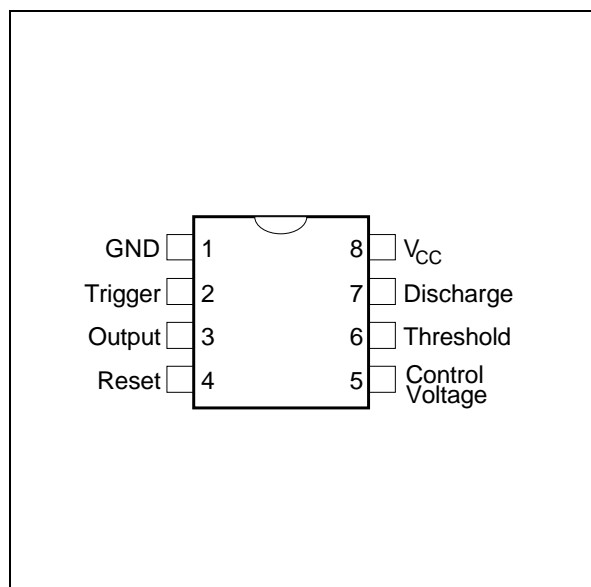 GND 1 8 VCC
Trigger 2 7 Discharge
Output 3 6 Threshold
Reset 4 5 Control
Voltage